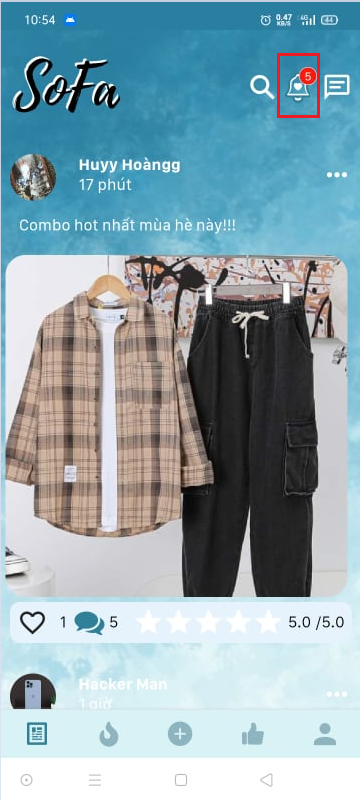 10:54
0.47
KB/S
4G
44
SoFa
5
Huyy Hoàngg
17 phút
Combo hot nhất mùa hè này!!!
1
5
5.0 /5.0
Hacker Man
1 giờ